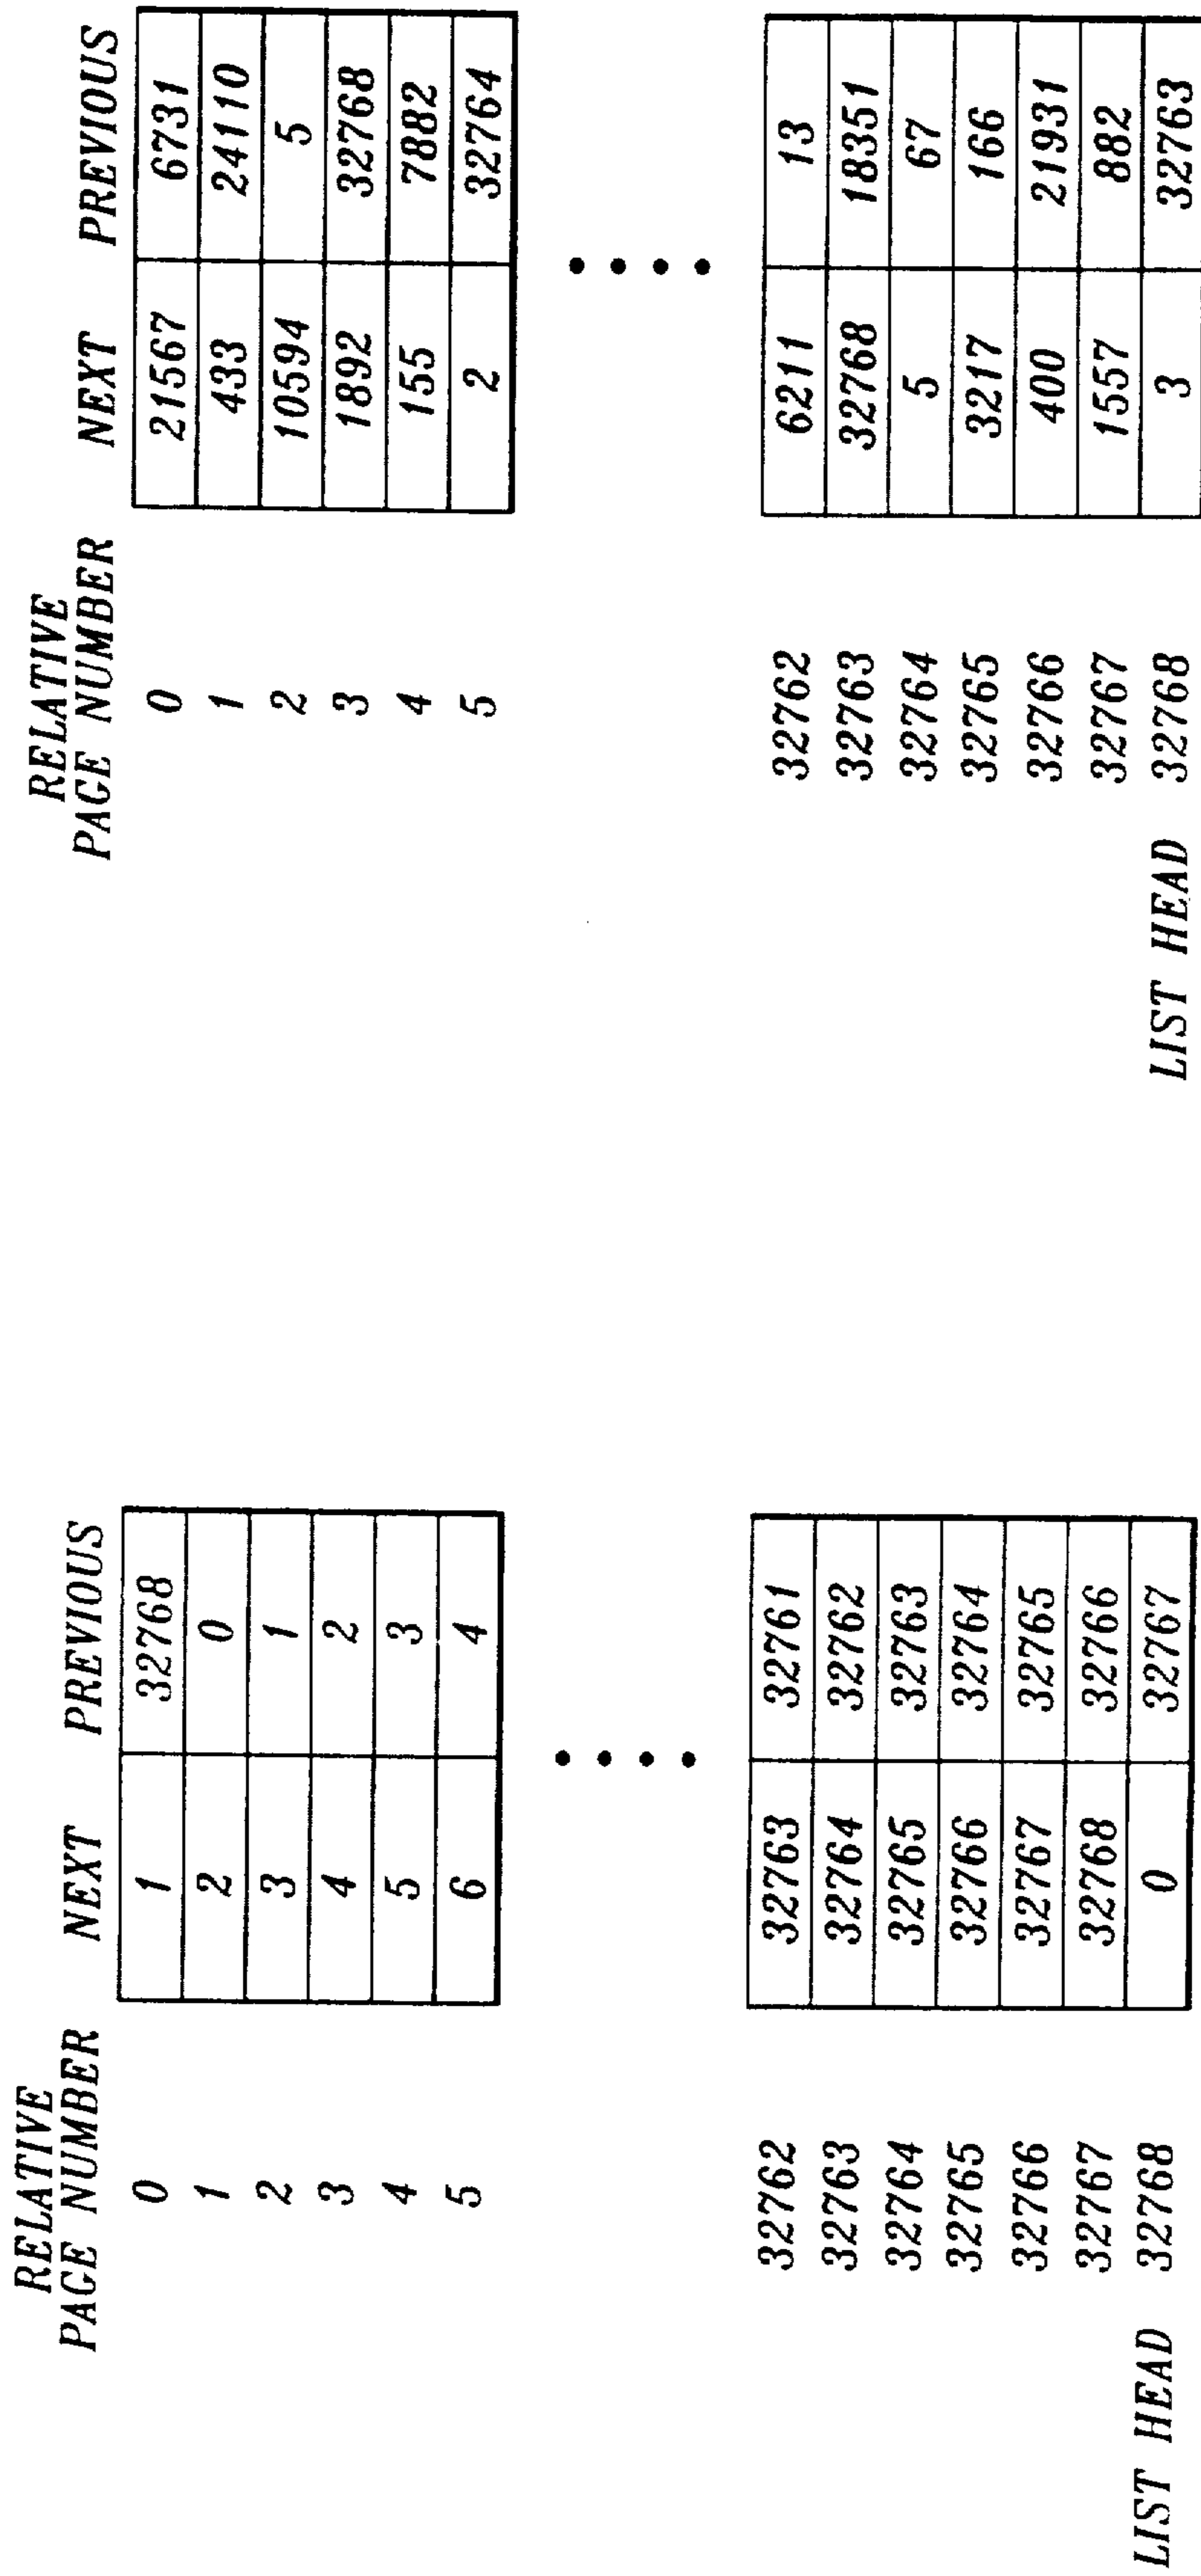 RELATIVE
PAGE NUMBER NEXT PREVIOUS
0 1 32768
1 2 0
2 3 1
3 4 2
4 5 3
5 6 4
32762 32763 32761
32763 32764 32762
32764 32765 32763
32765 32766 32764
32766 32767 32765
32767 32768 32766
LIST HEAD 32768 0 32767
RELATIVE
PAGE NUMBER NEXT PREVIOUS
0 21567 6731
1 433 24110
2 10594 5
3 1892 32768
4 155 7882
5 2 32764
32762 6211 13
32763 32768 18351
32764 5 67
32765 3217 166
32766 400 21931
32767 1557 882
LIST HEAD 32768 3 32763